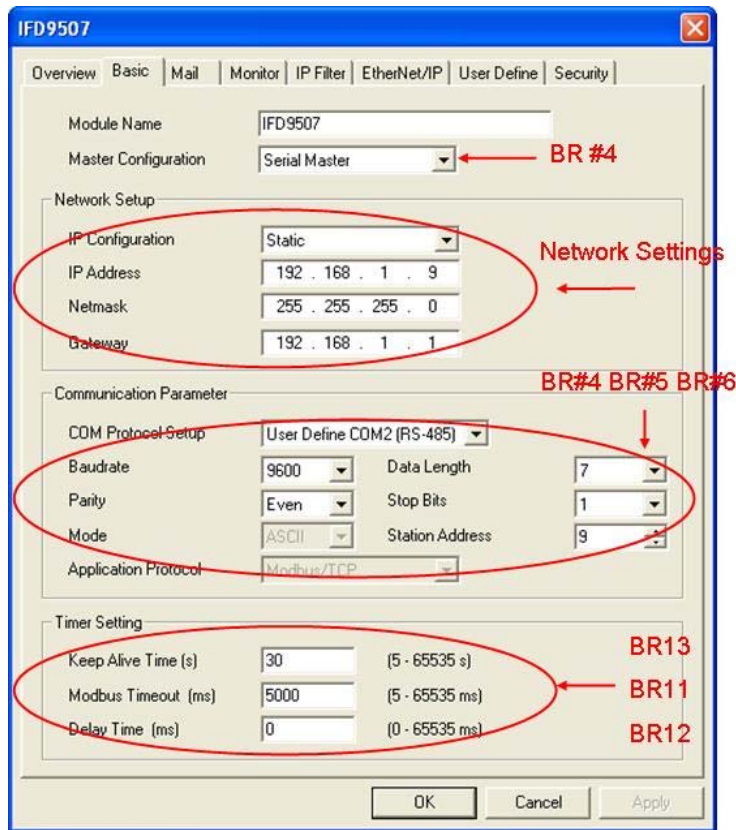 IFD9507
Overview Basic Mail Monitor IP Filter EtherNet/IP User Define Security
Module Name IFD9507
Master Configuration Serial Master BR #4
Network Setup
IP Configuration Static
Network Settings
IP Address 192 . 168 . 1 . 9
Netmask 255 . 255 . 255 . 0
Gateway 192 . 168 . 1 . 1
BR#4 BR#5 BR#6
Communication Parameter
COM Protocol Setup User Define COM2 (RS-485)
Baudrate 9600 Data Length 7
Parity Even Stop Bits 1
Mode ASCII Station Address 9
Application Protocol Modbus/TCP
Timer Setting
Keep Alive Time (s) 30 (5 - 65535 s) BR13
Modbus Timeout (ms) 5000 (5 - 65535 ms) BR11
Delay Time (ms) 0 (0 - 65535 ms) BR12
OK Cancel Apply